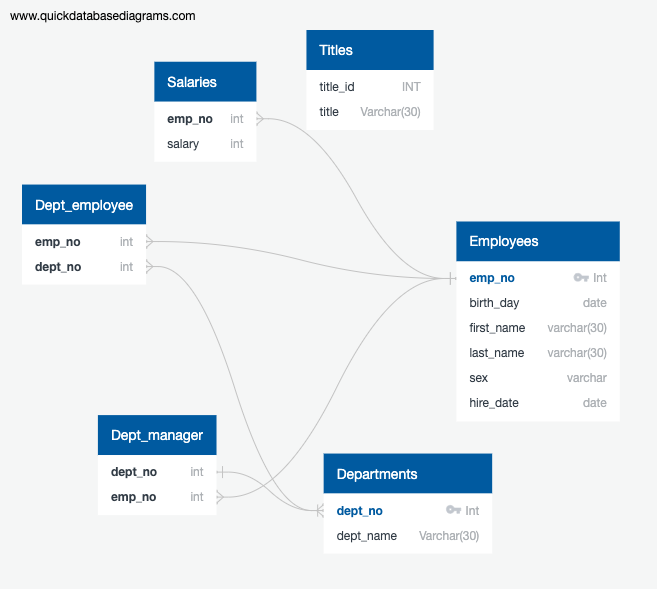 www.quickdatabasediagrams.com
Titles
title_id INT
title Varchar(30)
Salaries
emp_no int
salary int
Dept_employee
emp_no int
dept_no int
Employees
emp_no Int
birth_day date
first_name varchar(30)
last_name varchar(30)
sex varchar
hire_date date
Dept_manager
dept_no int
emp_no int
Departments
dept_no Int
dept_name Varchar(30)